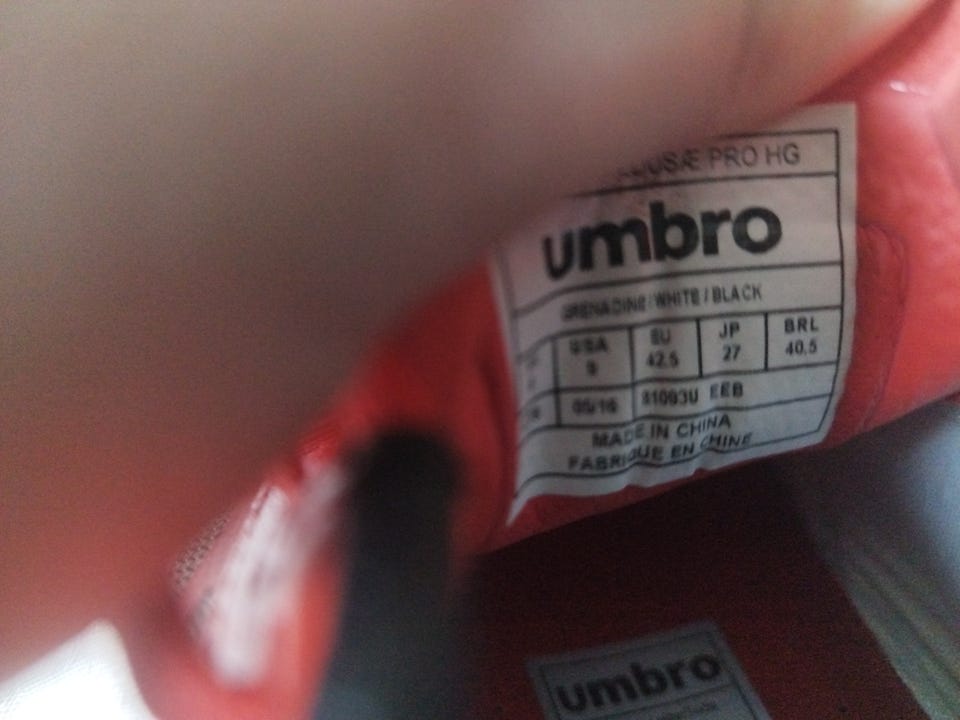 PRO HG
umbro
GRENADINE / WHITE / BLACK
USA EU JP BRL
9 42.5 27 40.5
05/16 81093U EEB
MADE IN CHINA
FABRIQUE EN CHINE
umbro